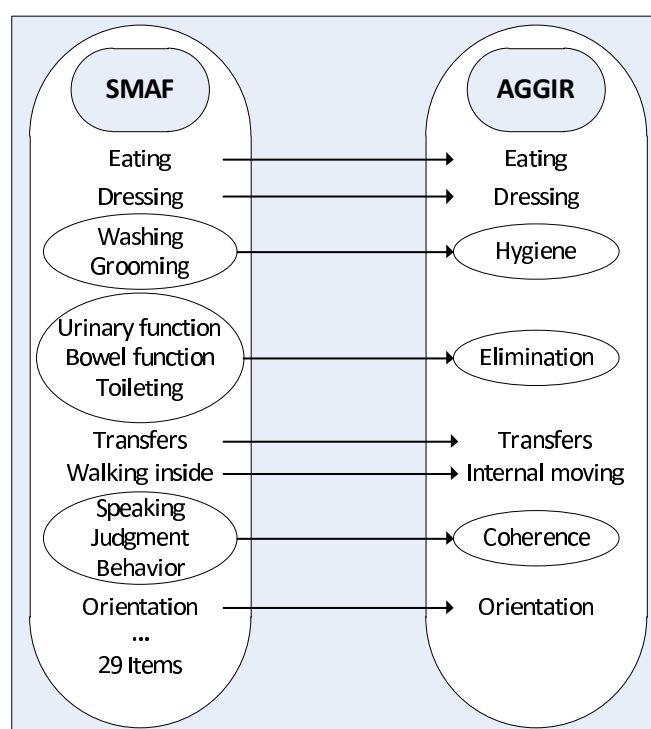 SMAF
AGGIR
Eating
Eating
Dressing
Dressing
Washing
Grooming
Hygiene
Urinary function
Bowel function
Toileting
Elimination
Transfers
Transfers
Walking inside
Internal moving
Speaking
Judgment
Behavior
Coherence
Orientation
Orientation
...
29 Items